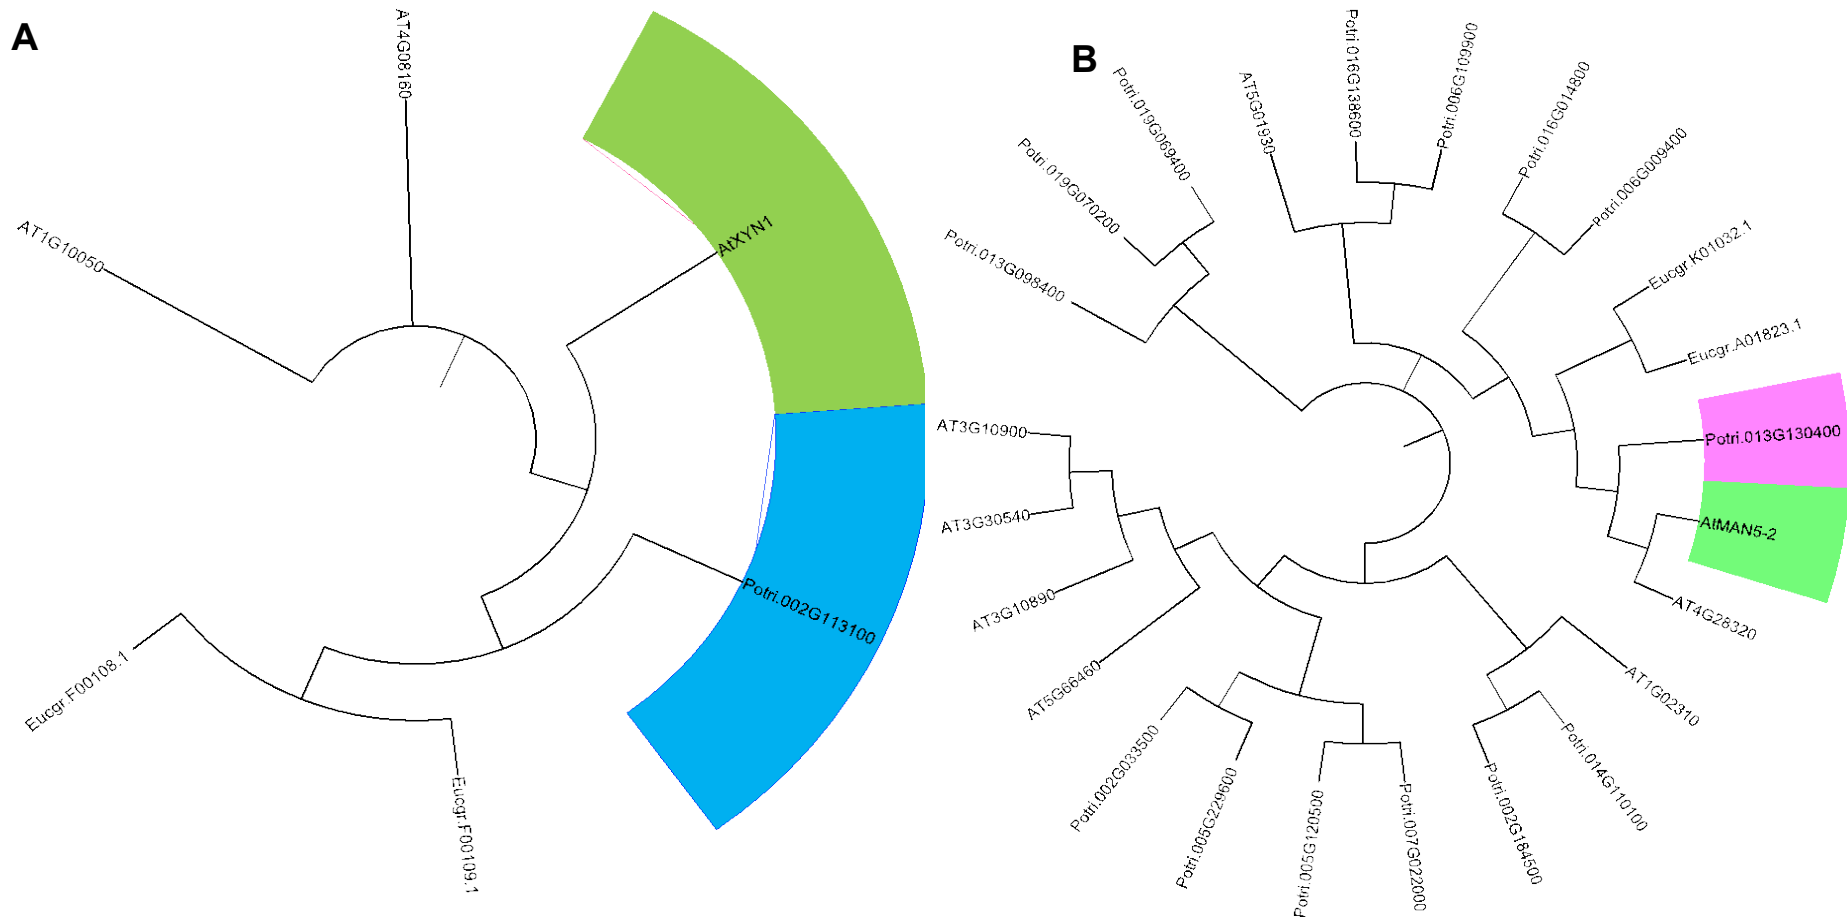 A
AT4G08160
AT1G10050
AtXYN1
Potri.002G113100
Eucgr.F00108.1
Eucgr.F00109.1
B
Potri.016G138600
Potri.006G109900
AT5G01930
Potri.019G069400
Potri.016G014800
Potri.006G009400
Potri.019G070200
Potri.013G098400
Eucgr.K01032.1
Eucgr.A01823.1
Potri.013G130400
AtMAN5-2
AT4G28320
AT3G10900
AT3G30540
AT3G10890
AT5G66460
AT1G02310
Potri.014G110100
Potri.002G184500
Potri.007G022000
Potri.005G120500
Potri.005G229600
Potri.002G033500